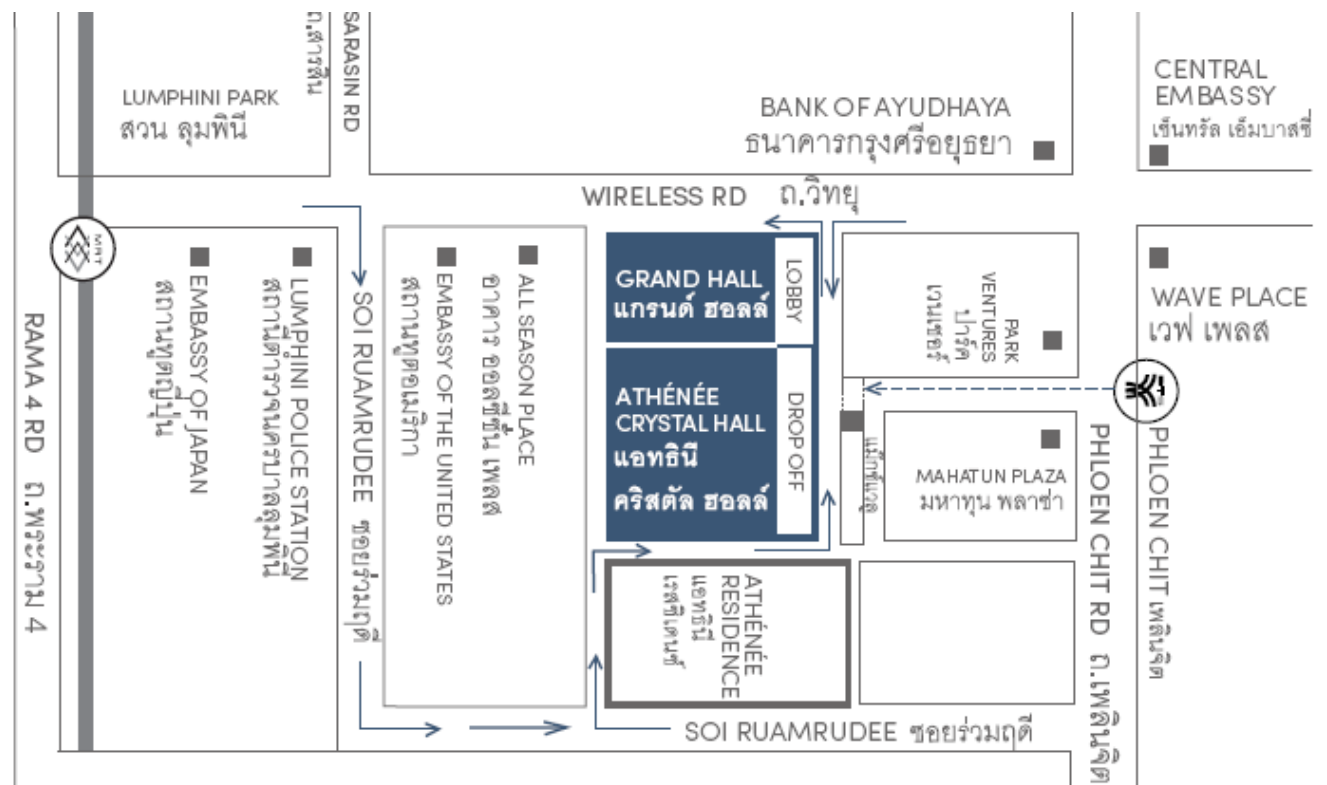 SARASIN RD
ถ.สารสิน
LUMPHINI PARK
สวน ลุมพินี
BANK OF AYUDHAYA
ธนาคารกรุงศรีอยุธยา
CENTRAL
EMBASSY
เซ็นทรัล เอ็มบาสซี่
WIRELESS RD ถ.วิทยุ
MRT
RAMA 4 RD ถ.พระราม 4
EMBASSY OF JAPAN
สถานทูตญี่ปุ่น
LUMPHINI POLICE STATION
สถานีตำรวจนครบาลลุมพินี
SOI RUAMRUDEE ซอยร่วมฤดี
EMBASSY OF THE UNITED STATES
สถานทูตอเมริกา
ALL SEASON PLACE
อาคาร ออลซีซั่น เพลส
GRAND HALL
แกรนด์ ฮอลล์
LOBBY
ATHÉNÉE
CRYSTAL HALL
แอทธินี
คริสตัล ฮอลล์
DROP OFF
PARK
VENTURES
ปาร์ค
เวนเชอร์
WAVE PLACE
เวฟ เพลส
แม็กซ์แวลู
MAHATUN PLAZA
มหาทุน พลาซ่า
PHLOEN CHIT เพลินจิต
PHLOEN CHIT RD ถ.เพลินจิต
ATHÉNÉE
RESIDENCE
แอทธินี
เรสซิเดนซ์
SOI RUAMRUDEE ซอยร่วมฤดี